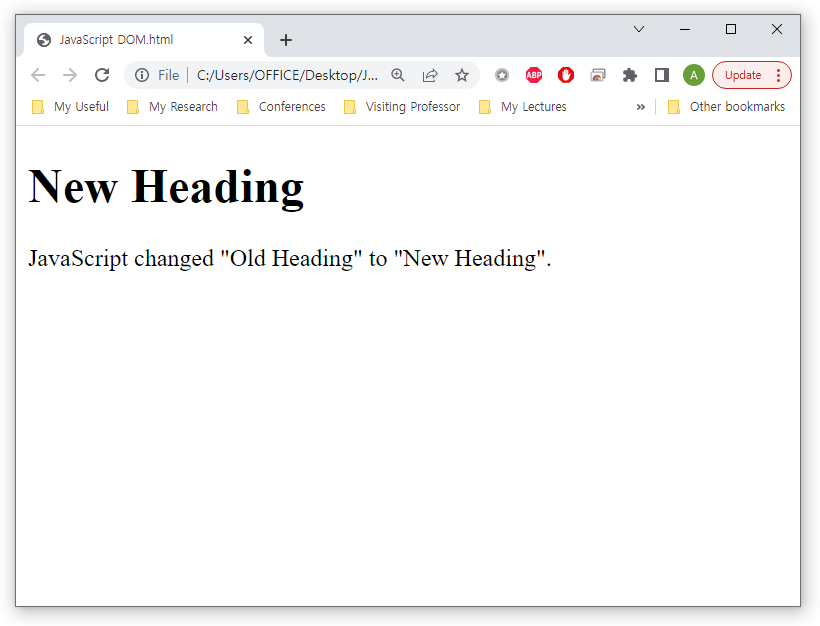 JavaScript DOM.html
File C:/Users/OFFICE/Desktop/J... ABP A Update
My Useful My Research Conferences Visiting Professor My Lectures » Other bookmarks
New Heading
JavaScript changed "Old Heading" to "New Heading".